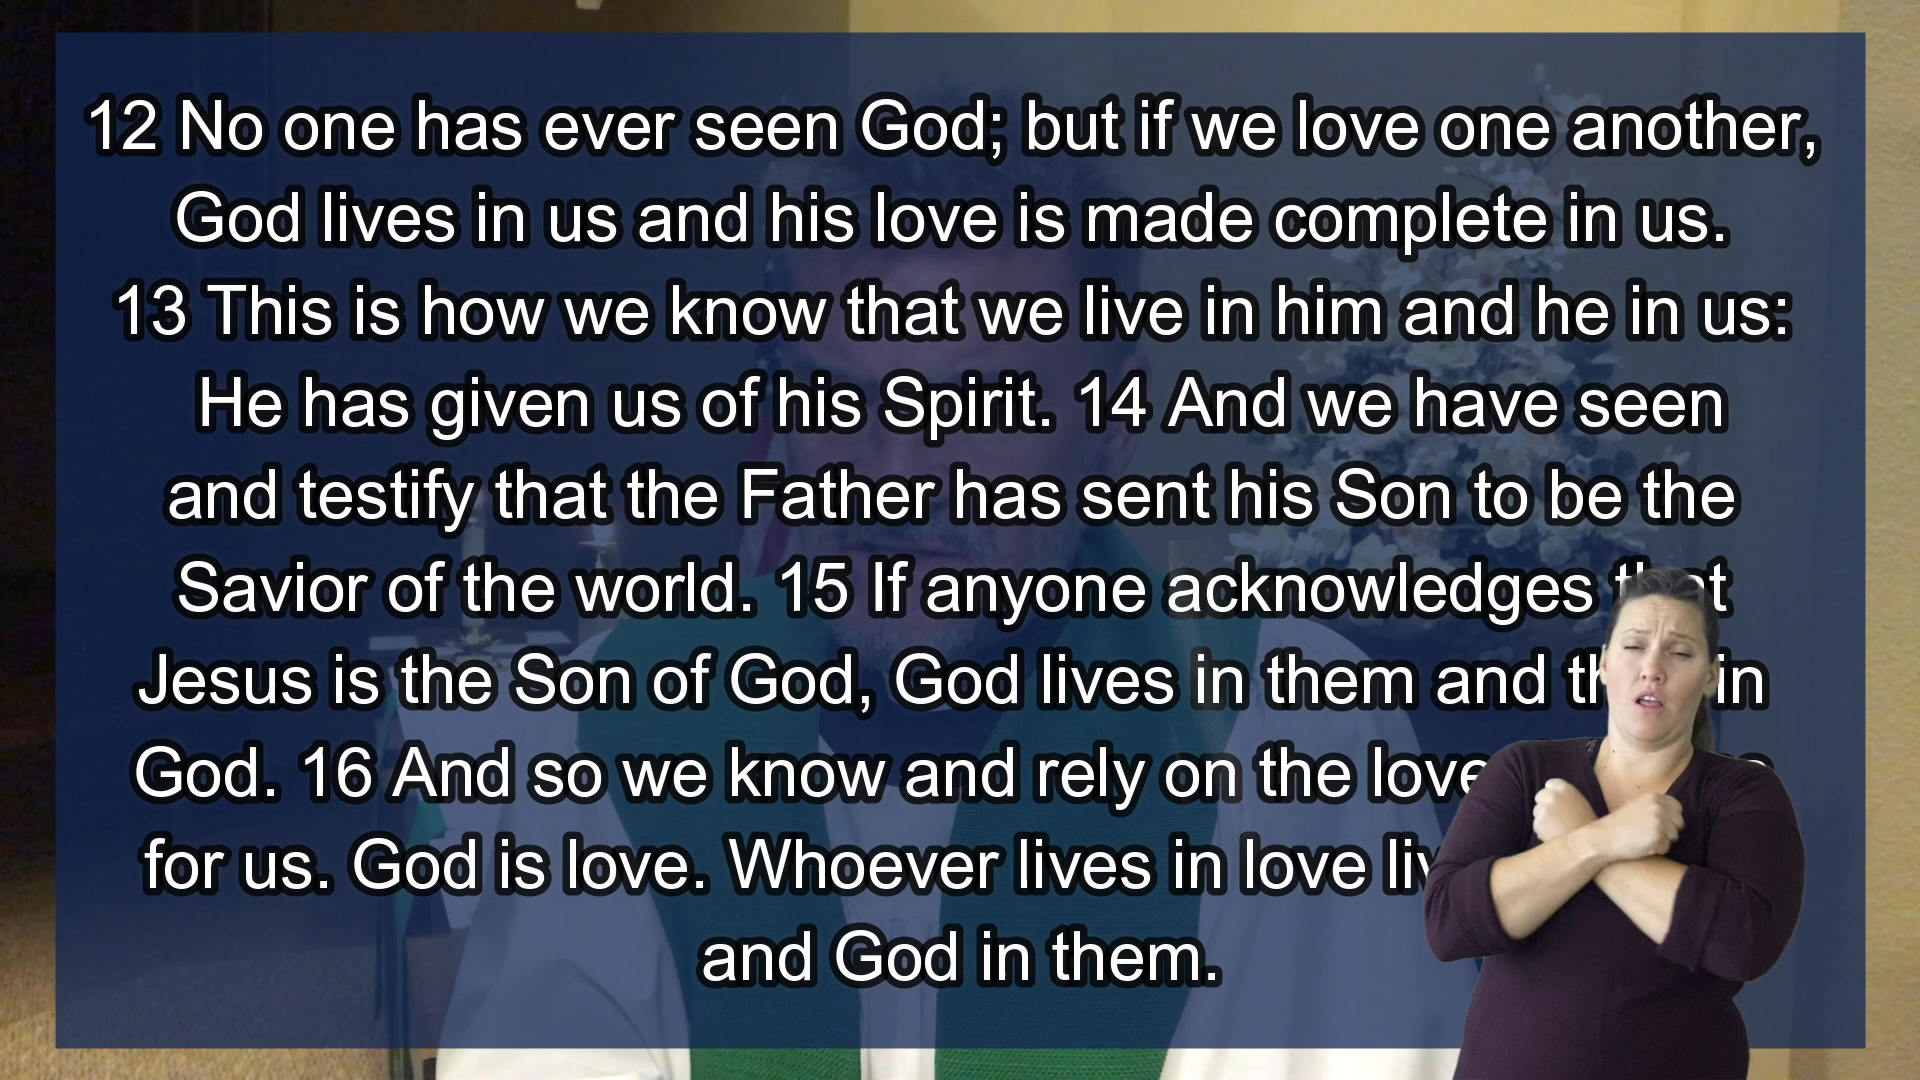 12 No one has ever seen God; but if we love one another,
God lives in us and his love is made complete in us.
13 This is how we know that we live in him and he in us:
He has given us of his Spirit. 14 And we have seen
and testify that the Father has sent his Son to be the
Savior of the world. 15 If anyone acknowledges
Jesus is the Son of God, God lives in them and in
God. 16 And so we know and rely on the love
for us. God is love. Whoever lives in love
and God in them.